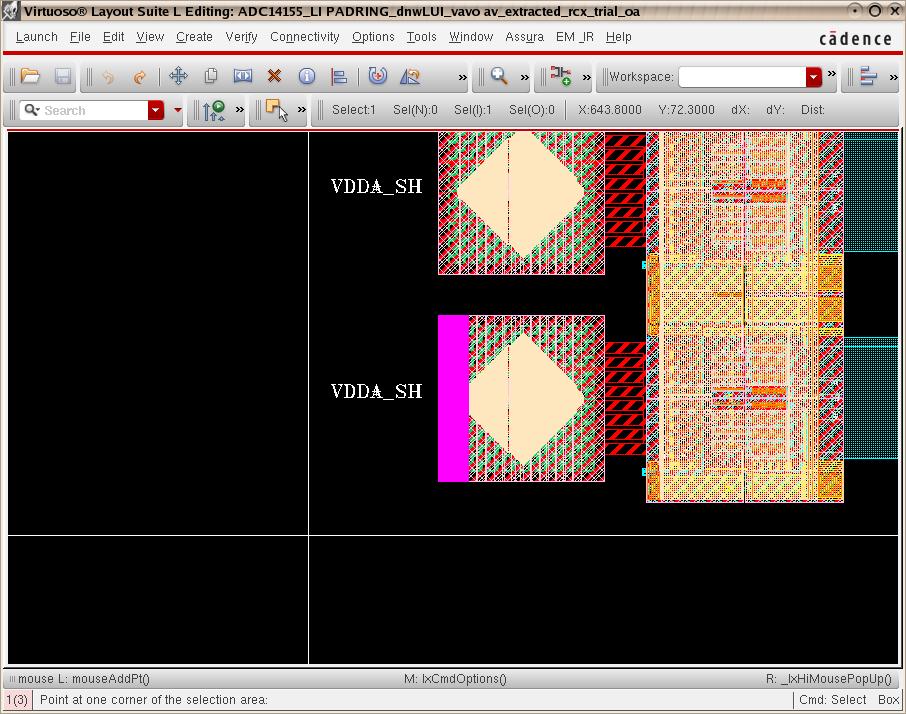 Virtuoso® Layout Suite L Editing: ADC14155_LI PADRING_dnwLUI_vavo av_extracted_rcx_trial_oa
Launch File Edit View Create Verify Connectivity Options Tools Window Assura EM_IR Help cādence
» » » Workspace: » »
Search » » Select:1 Sel(N):0 Sel(I):1 Sel(O):0 X:643.8000 Y:72.3000 dX: dY: Dist:
VDDA_SH
VDDA_SH
mouse L: mouseAddPt() M: lxCmdOptions() R: _lxHiMousePopUp()
1(3) Point at one corner of the selection area: Cmd: Select Box